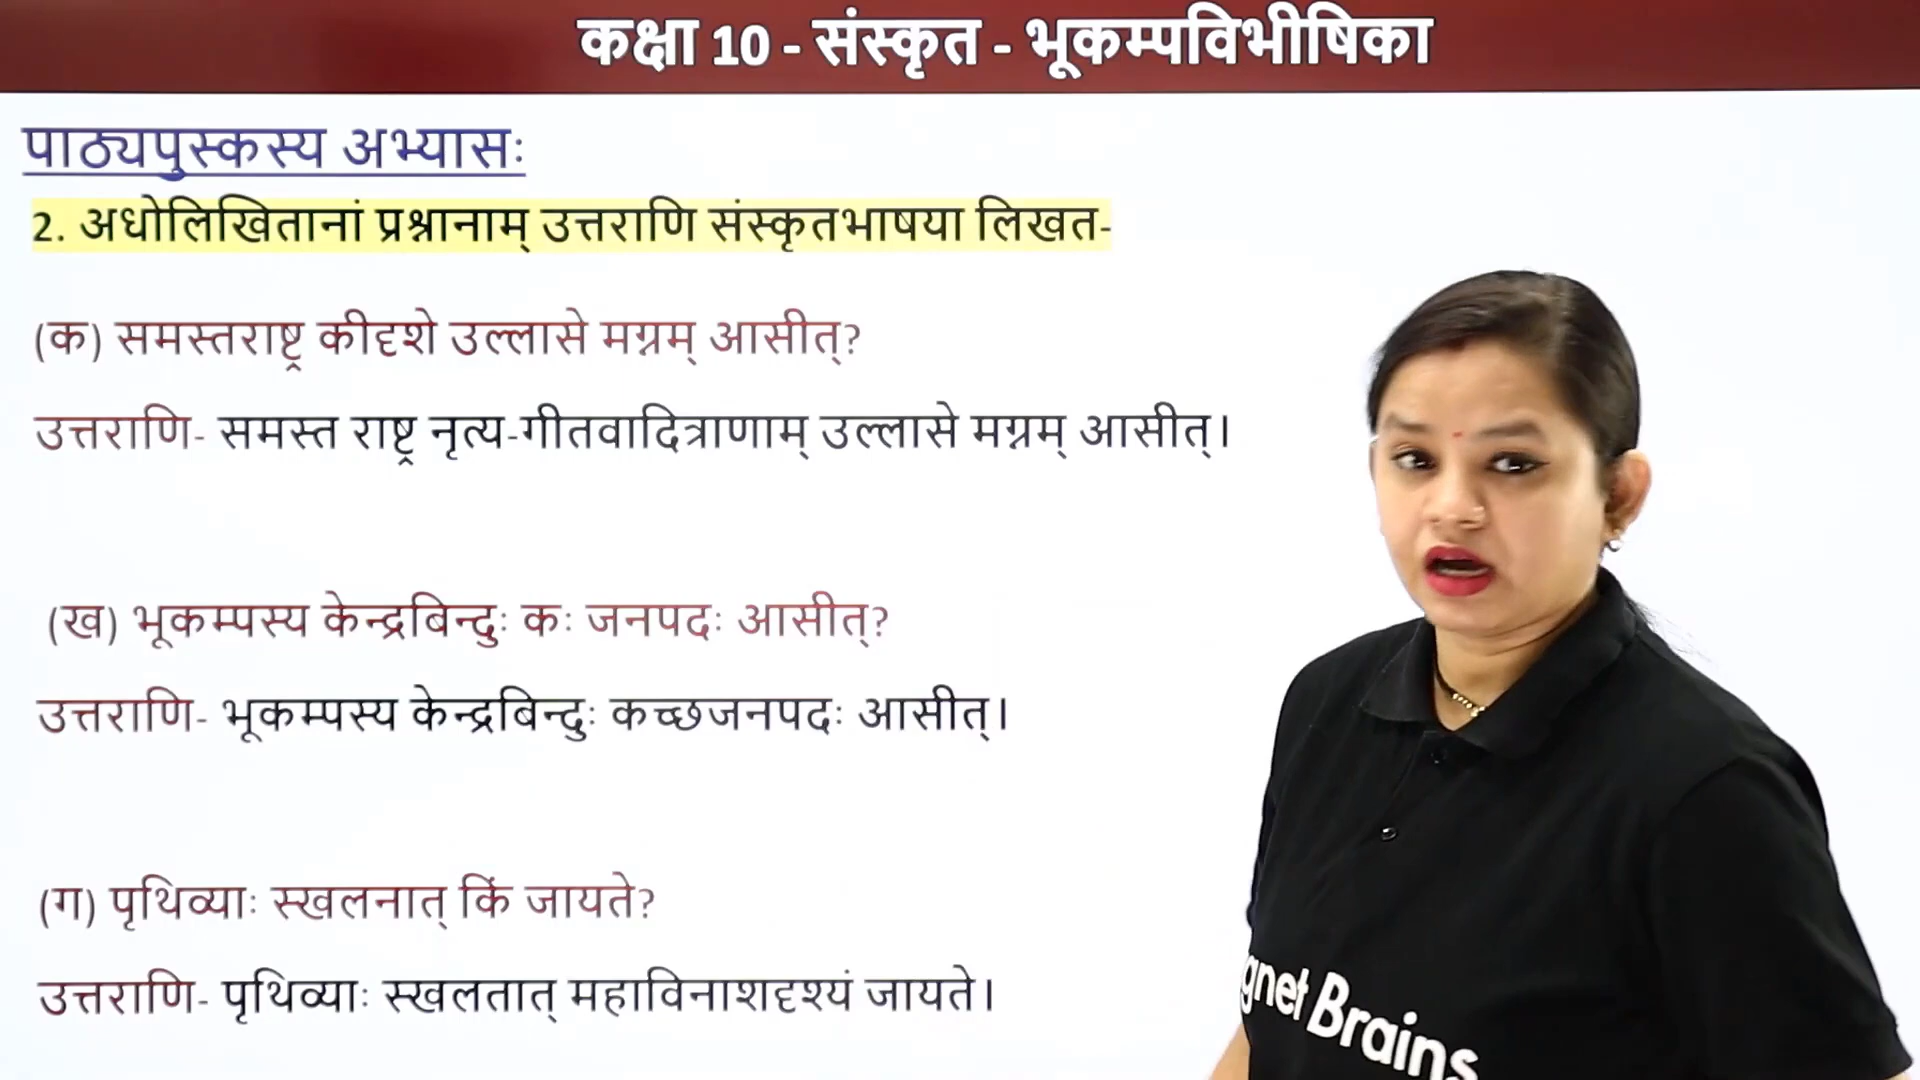 कक्षा 10 - संस्कृत - भूकम्पविभीषिका
पाठ्यपुस्कस्य अभ्यासः
2. अधोलिखितानां प्रश्नानाम् उत्तराणि संस्कृतभाषया लिखत-
(क) समस्तराष्ट्र कीदृशे उल्लासे मग्नम् आसीत्?
उत्तराणि- समस्त राष्ट्र नृत्य-गीतवादित्राणाम् उल्लासे मग्नम् आसीत्।
(ख) भूकम्पस्य केन्द्रबिन्दुः कः जनपदः आसीत्?
उत्तराणि- भूकम्पस्य केन्द्रबिन्दुः कच्छजनपदः आसीत्।
(ग) पृथिव्याः स्खलनात् किं जायते?
उत्तराणि- पृथिव्याः स्खलतात् महाविनाशदृश्यं जायते।
gnet Brains